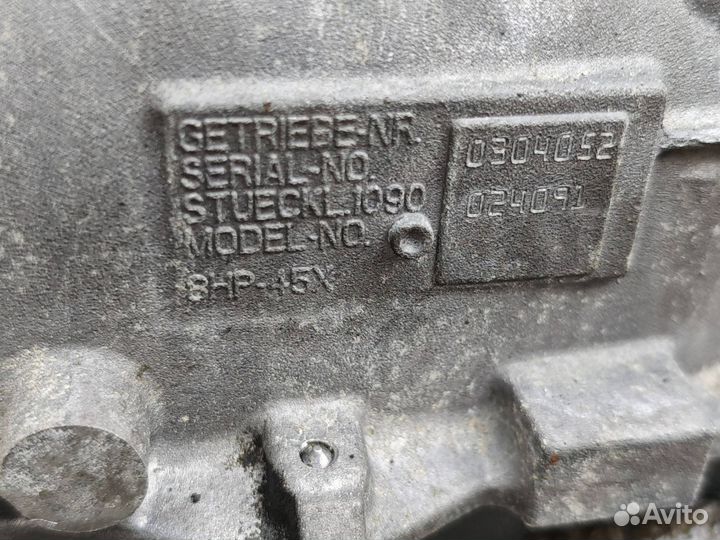 GETRIEBE-NR.
SERIAL-NO.
STUECKL.1090
MODEL-NO.
8HP-45X
0304052
024091
Avito